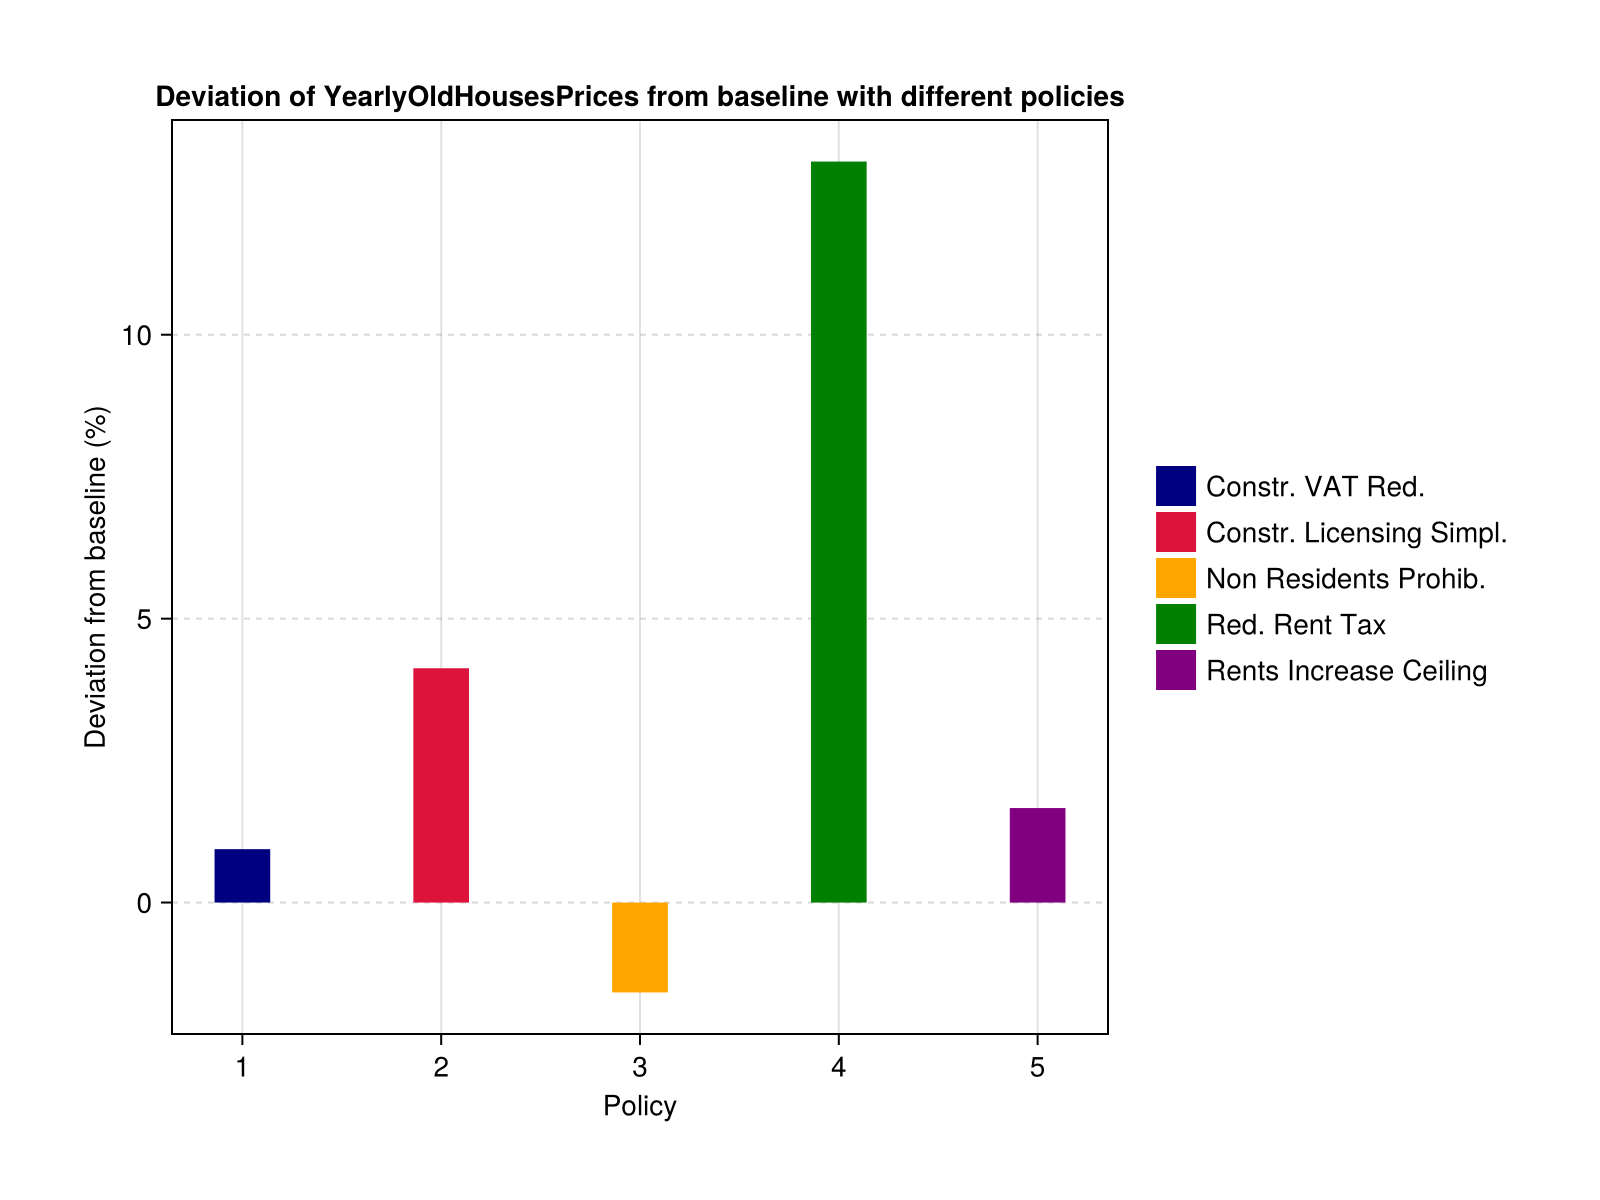 Deviation of YearlyOldHousesPrices from baseline with different policies
Deviation from baseline (%)
10
5
0
1 2 3 4 5
Policy
Constr. VAT Red.
Constr. Licensing Simpl.
Non Residents Prohib.
Red. Rent Tax
Rents Increase Ceiling